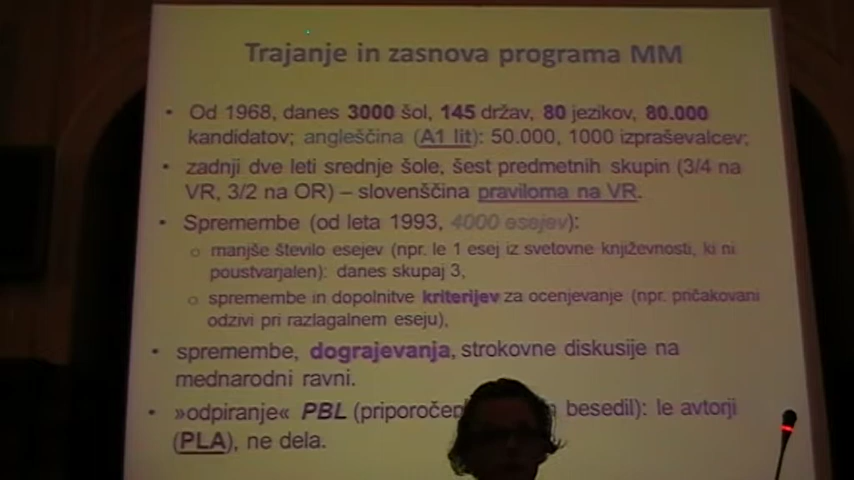 Trajanje in zasnova programa MM
• Od 1968, danes 3000 šol, 145 držav, 80 jezikov, 80.000
kandidatov; angleščina (A1 lit): 50.000, 1000 izpraševalcev;
• zadnji dve leti srednje šole, šest predmetnih skupin (3/4 na
VR, 3/2 na OR) – slovenščina praviloma na VR.
• Spremembe (od leta 1993, 4000 esejev):
o manjše število esejev (npr. le 1 esej iz svetovne književnosti, ki ni
poustvarjalen): danes skupaj 3,
o spremembe in dopolnitve kriterijev za ocenjevanje (npr. pričakovani
odzivi pri razlagalnem eseju),
• spremembe, dograjevanja, strokovne diskusije na
mednarodni ravni.
• »odpiranje« PBL (priporočen besedil): le avtorji
(PLA), ne dela.